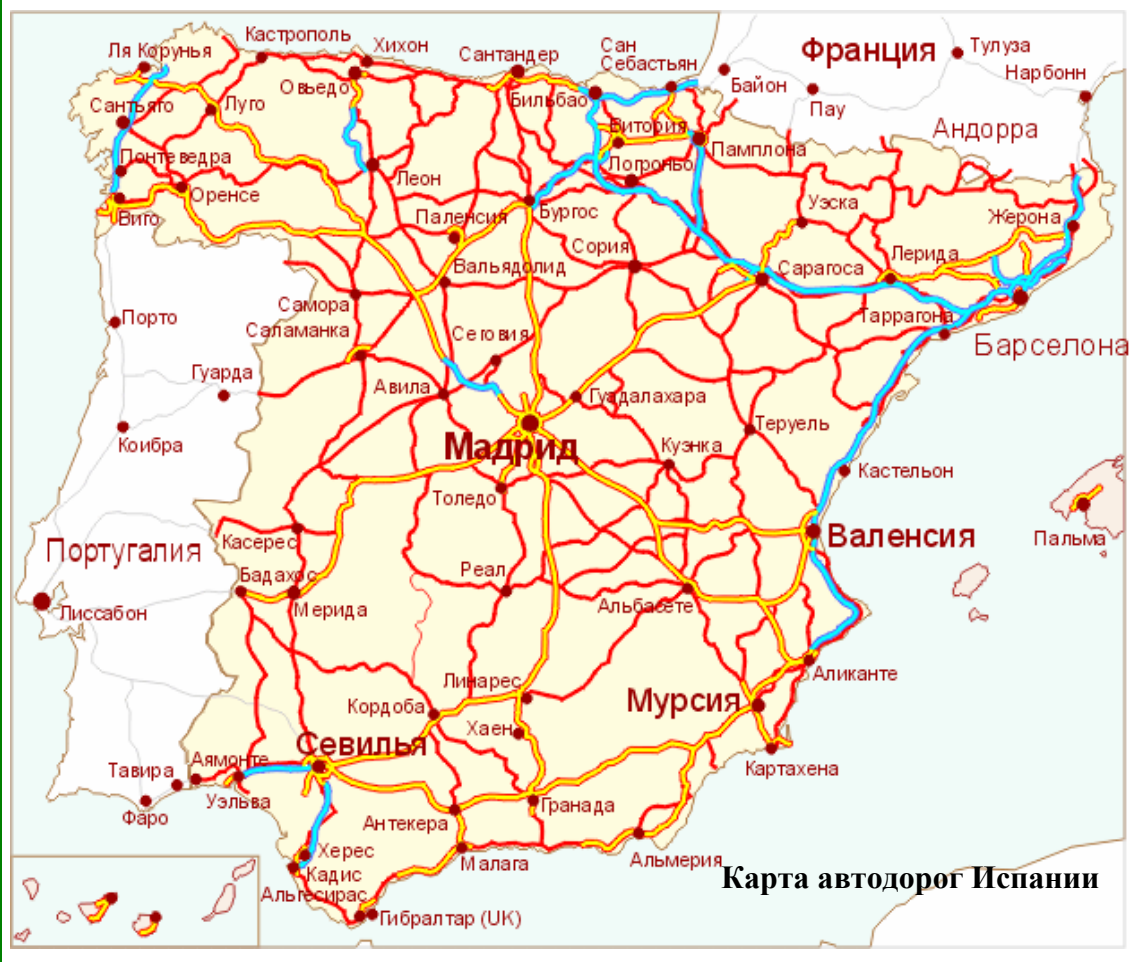 Кастрополь
Хихон
Ля Корунья
Сантандер
Сан
Себастьян
Франция
Тулуза
Нарбонн
Байон
Пау
Овьедо
Бильбао
Луго
Сантьяго
Витория
Памплона
Андорра
Понтеведра
Леон
Логроньо
Оренсе
Виго
Паленсия
Бургос
Уэска
Жерона
Сория
Лерида
Вальядолид
Сарагоса
Самора
Порто
Саламанка
Сеговия
Таррагона
Барселона
Гуарда
Авила
Гуадалахара
Теруель
Коибра
Мадрид
Куэнка
Кастельон
Толедо
Касерес
Валенсия
Пальма
Португалия
Бадахос
Реал
Лиссабон
Мерида
Альбасете
Аликанте
Линарес
Мурсия
Кордоба
Хаен
Севилья
Аямонте
Тавира
Картахена
Уэльва
Фаро
Гранада
Антекера
Херес
Малага
Альмерия
Кадис
Карта автодорог Испании
Альгесирас
Гибралтар (UK)